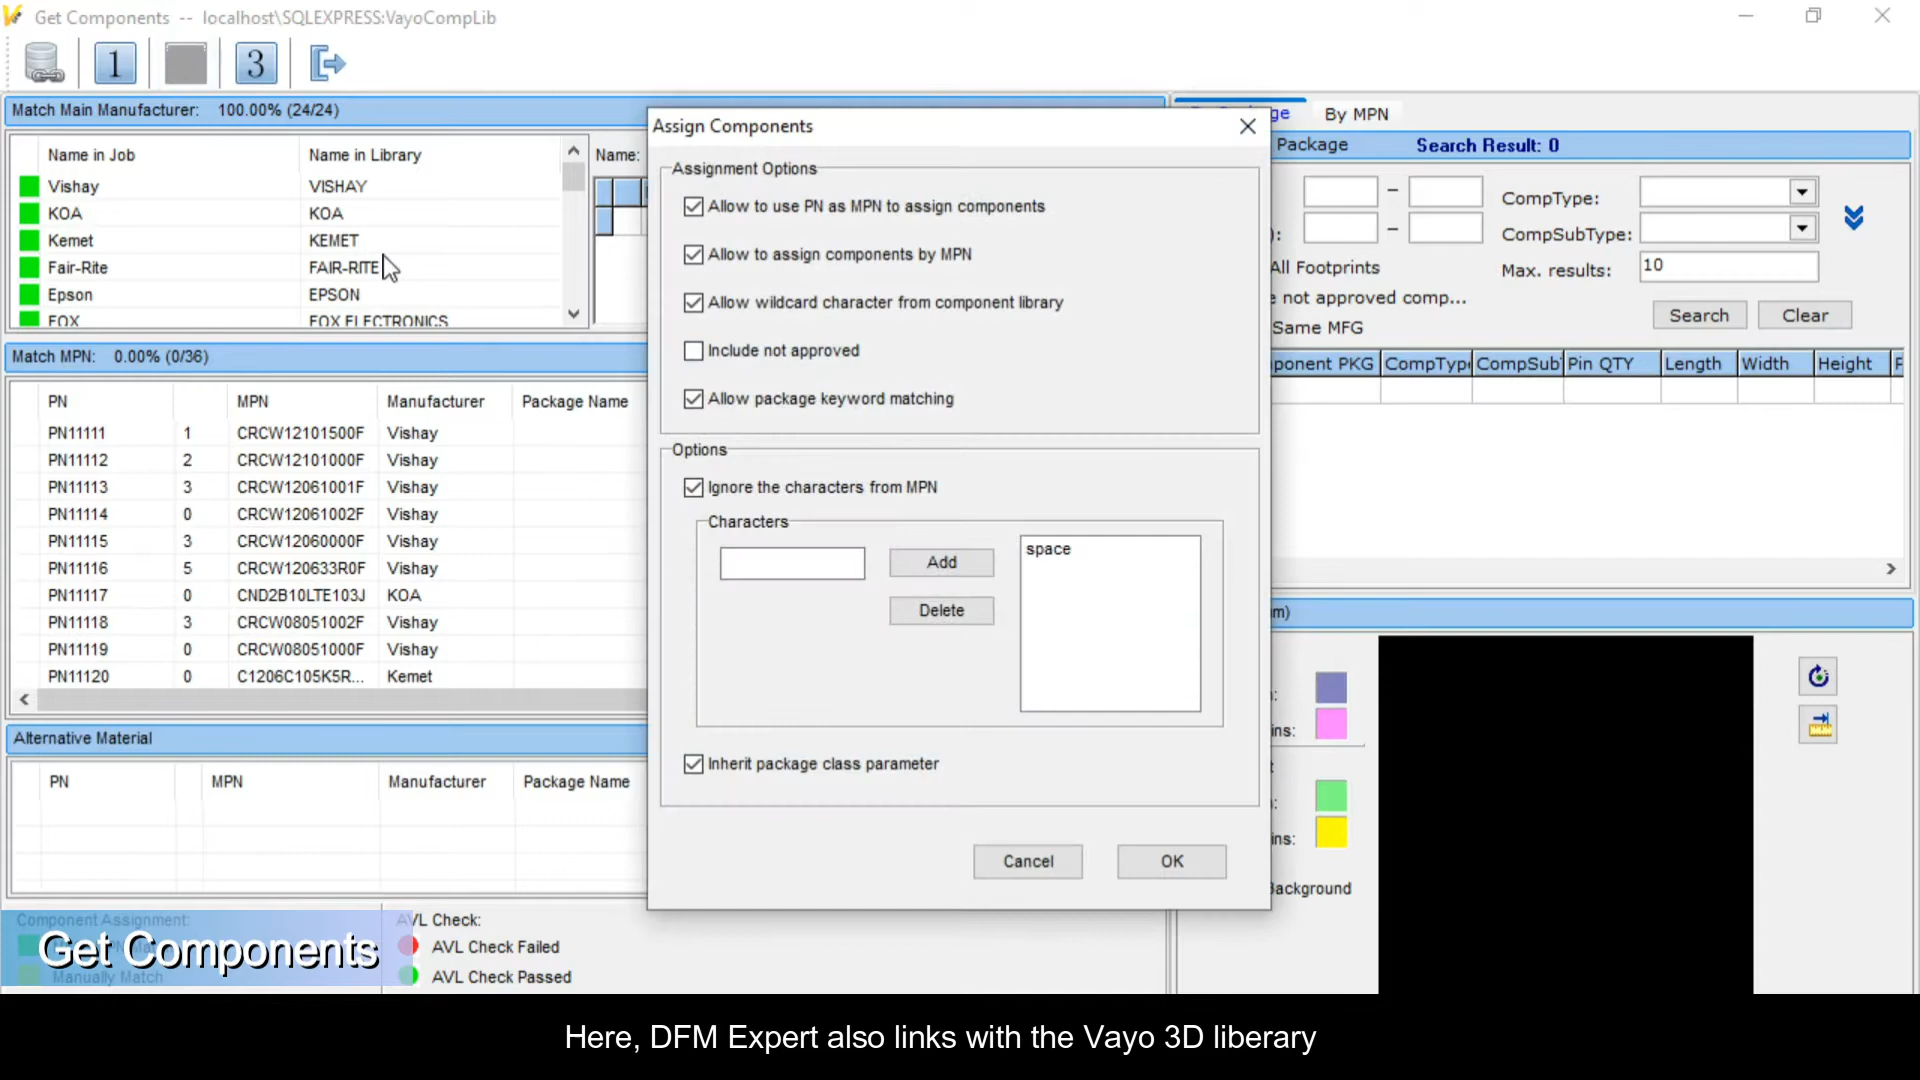 Get Components -- localhost\SQLEXPRESS:VayoCompLib
1
3
Match Main Manufacturer: 100.00% (24/24)
Name in Job Name in Library
Vishay VISHAY
KOA KOA
Kemet KEMET
Fair-Rite FAIR-RITE
Epson EPSON
FOX FOX ELECTRONICS
Name:
Match MPN: 0.00% (0/36)
PN MPN Manufacturer Package Name
PN11111 1 CRCW12101500F Vishay
PN11112 2 CRCW12101000F Vishay
PN11113 3 CRCW12061001F Vishay
PN11114 0 CRCW12061002F Vishay
PN11115 3 CRCW12060000F Vishay
PN11116 5 CRCW120633R0F Vishay
PN11117 0 CND2B10LTE103J KOA
PN11118 3 CRCW08051002F Vishay
PN11119 0 CRCW08051000F Vishay
PN11120 0 C1206C105K5R... Kemet
Alternative Material
PN MPN Manufacturer Package Name
Component Assignment:
Manually Match
Get Components
AVL Check:
AVL Check Failed
AVL Check Passed
Assign Components
Assignment Options
Allow to use PN as MPN to assign components
Allow to assign components by MPN
Allow wildcard character from component library
Include not approved
Allow package keyword matching
Options
Ignore the characters from MPN
Characters
Add
Delete
space
Inherit package class parameter
Cancel OK
ge By MPN
Package Search Result: 0
– CompType:
): – CompSubType:
All Footprints Max. results: 10
not approved comp...
Same MFG
Search Clear
ponent PKG CompType CompSub Pin QTY Length Width Height
m)
:
ins:
:
ins:
Background
Here, DFM Expert also links with the Vayo 3D liberary